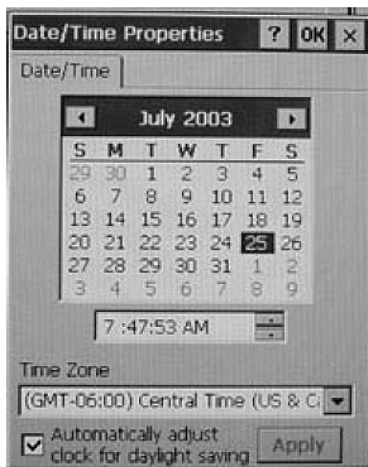 Date/Time Properties ? OK ×
Date/Time
July 2003
S M T W T F S
29 30 1 2 3 4 5
6 7 8 9 10 11 12
13 14 15 16 17 18 19
20 21 22 23 24 25 26
27 28 29 30 31 1 2
3 4 5 6 7 8 9
7 :47:53 AM
Time Zone
(GMT-06:00) Central Time (US & Ca
Automatically adjust
clock for daylight saving
Apply